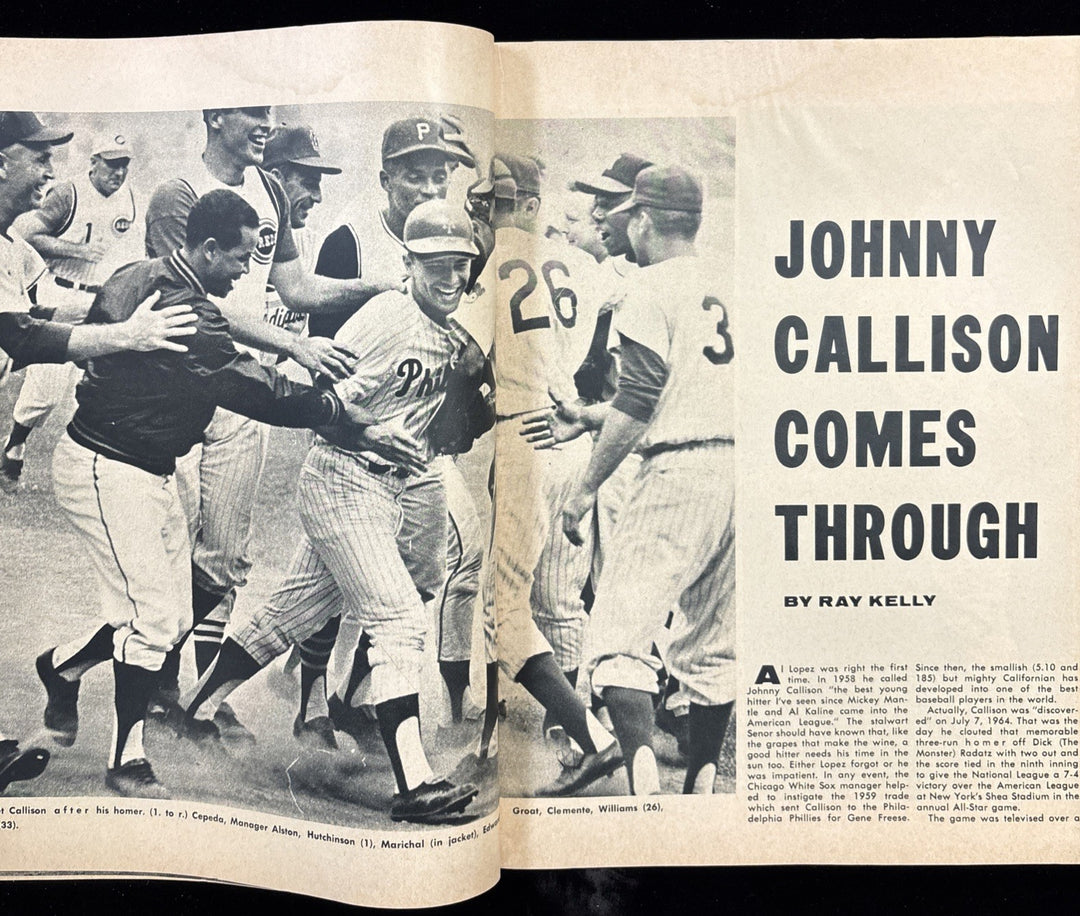 P
1
REDS
REDS
Indians
T
Phil
26
3
t Callison after his homer. (l. to r.) Cepeda, Manager Alston, Hutchinson (1), Marichal (in jacket), Edwa
(33).
Groat, Clemente, Williams (26),
JOHNNY
CALLISON
COMES
THROUGH
BY RAY KELLY
Al Lopez was right the first
time. In 1958 he called
Johnny Callison "the best young
hitter I've seen since Mickey Man-
tle and Al Kaline came into the
American League." The stalwart
Senor should have known that, like
the grapes that make the wine, a
good hitter needs his time in the
sun too. Either Lopez forgot or he
was impatient. In any event, the
Chicago White Sox manager help-
ed to instigate the 1959 trade
which sent Callison to the Phila-
delphia Phillies for Gene Freese.
Since then, the smallish (5.10 and
185) but mighty Californian has
developed into one of the best
baseball players in the world.
Actually, Callison was "discover-
ed" on July 7, 1964. That was the
day he clouted that memorable
three-run homer off Dick (The
Monster) Radatz with two out and
the score tied in the ninth inning
to give the National League a 7-4
victory over the American League
at New York's Shea Stadium in the
annual All-Star game.
The game was televised over a